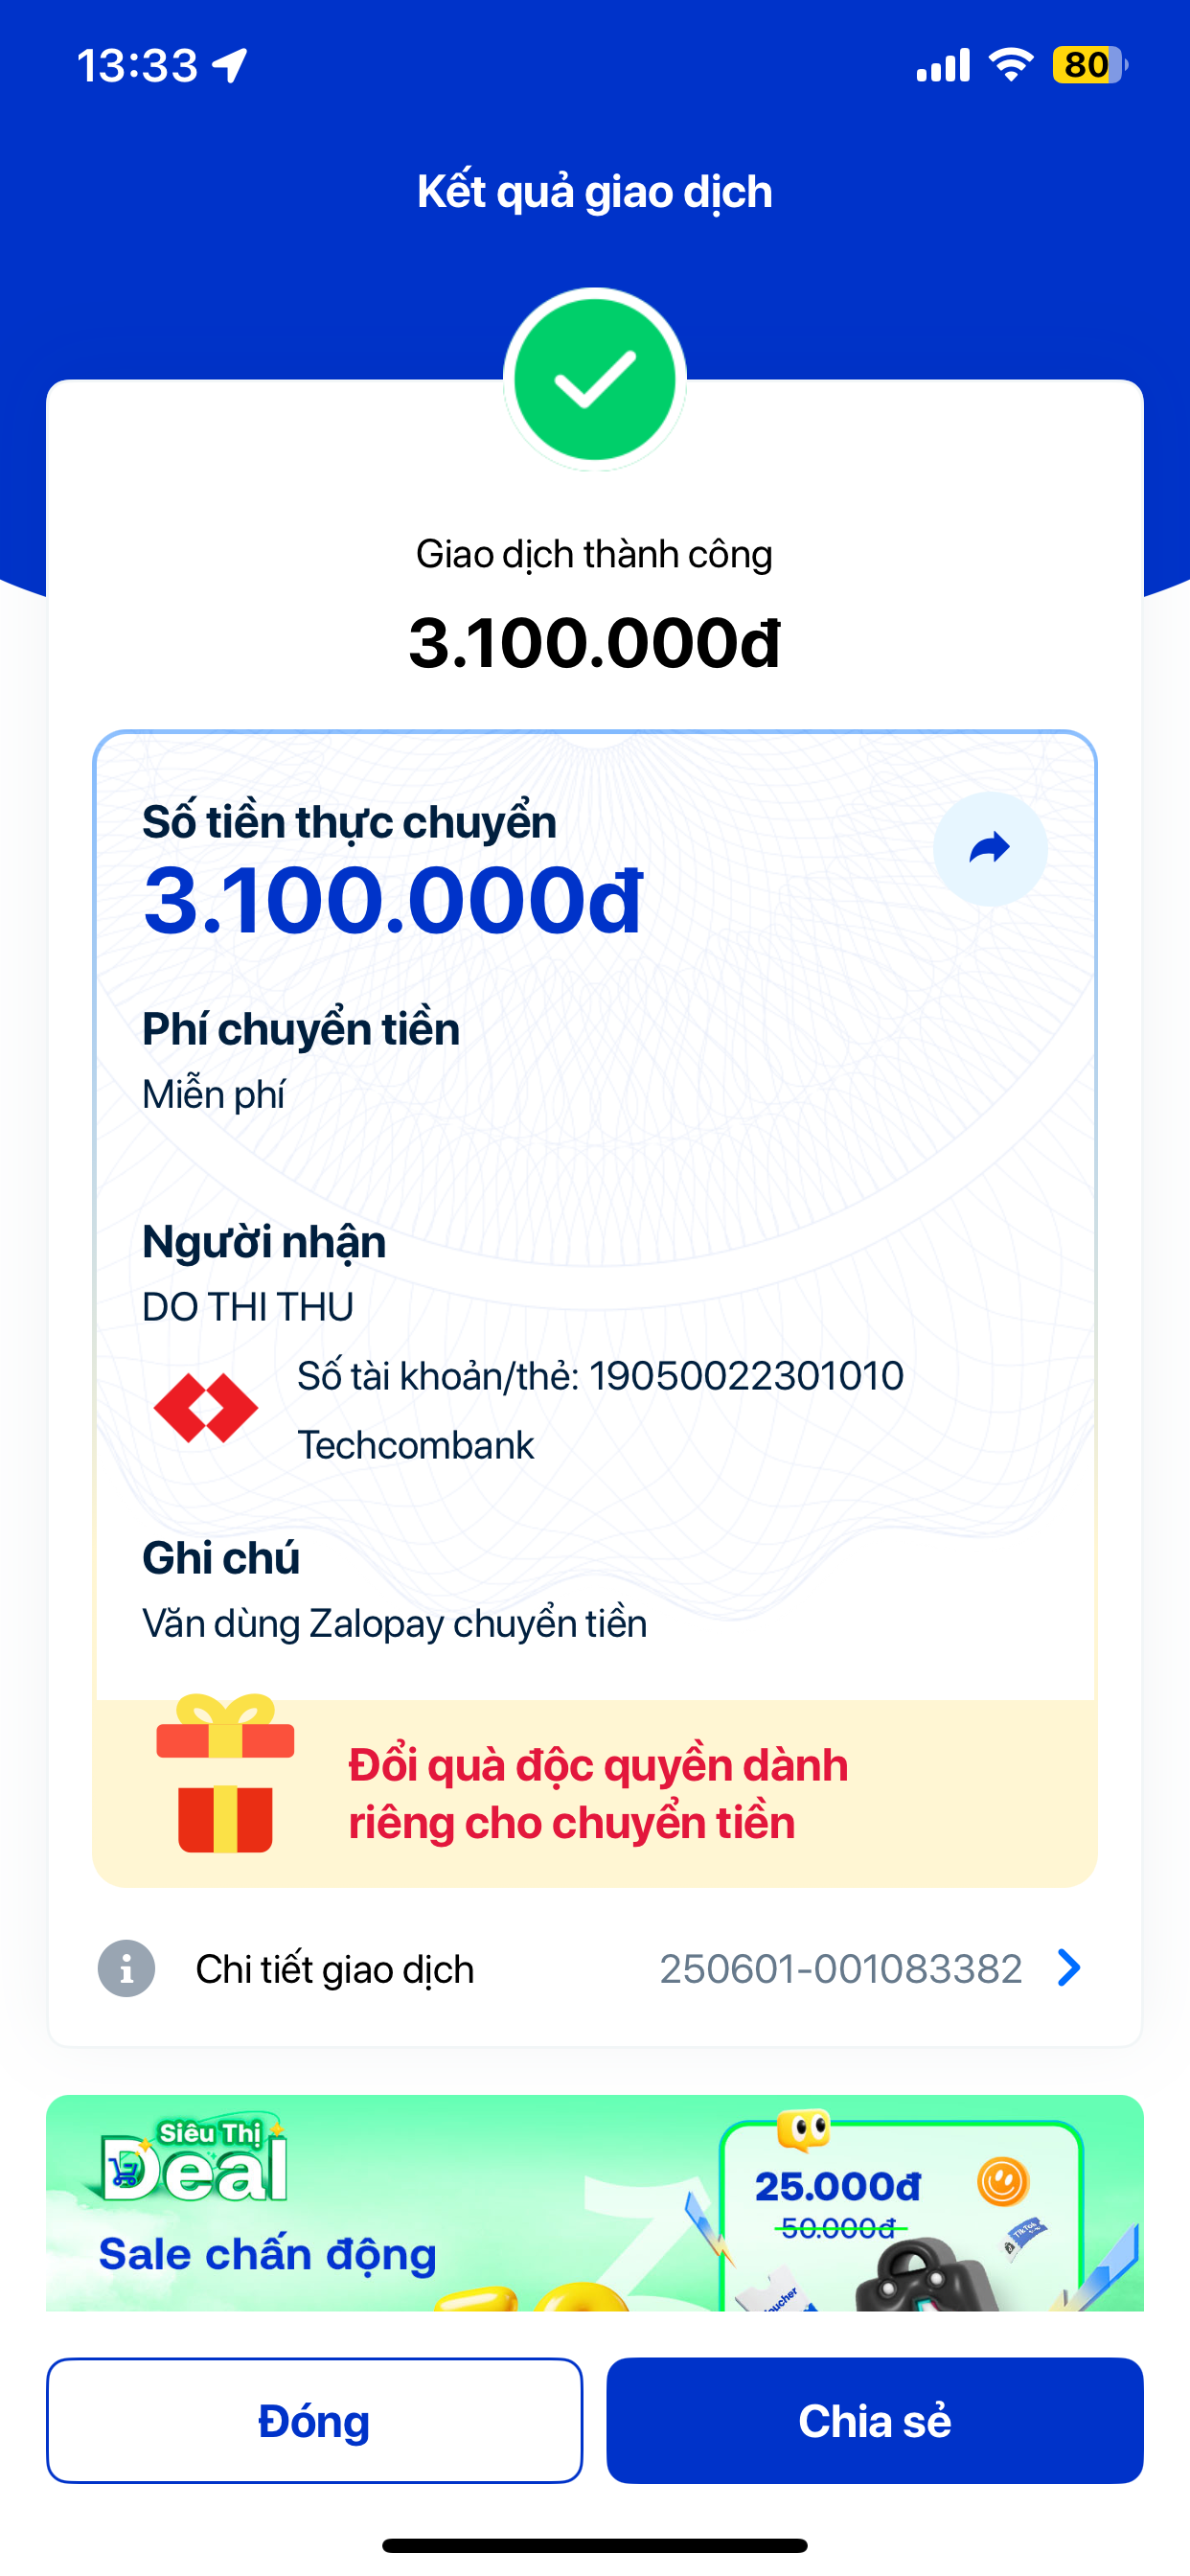 13:33
80
Kết quả giao dịch
Giao dịch thành công
3.100.000đ
Số tiền thực chuyển
3.100.000đ
Phí chuyển tiền
Miễn phí
Người nhận
DO THI THU
Số tài khoản/thẻ: 19050022301010
Techcombank
Ghi chú
Văn dùng Zalopay chuyển tiền
Đổi quà độc quyền dành
riêng cho chuyển tiền
Chi tiết giao dịch 250601-001083382
Siêu Thị
Deal
Sale chấn động
25.000đ
50.000đ
TikTok
Voucher
Đóng
Chia sẻ